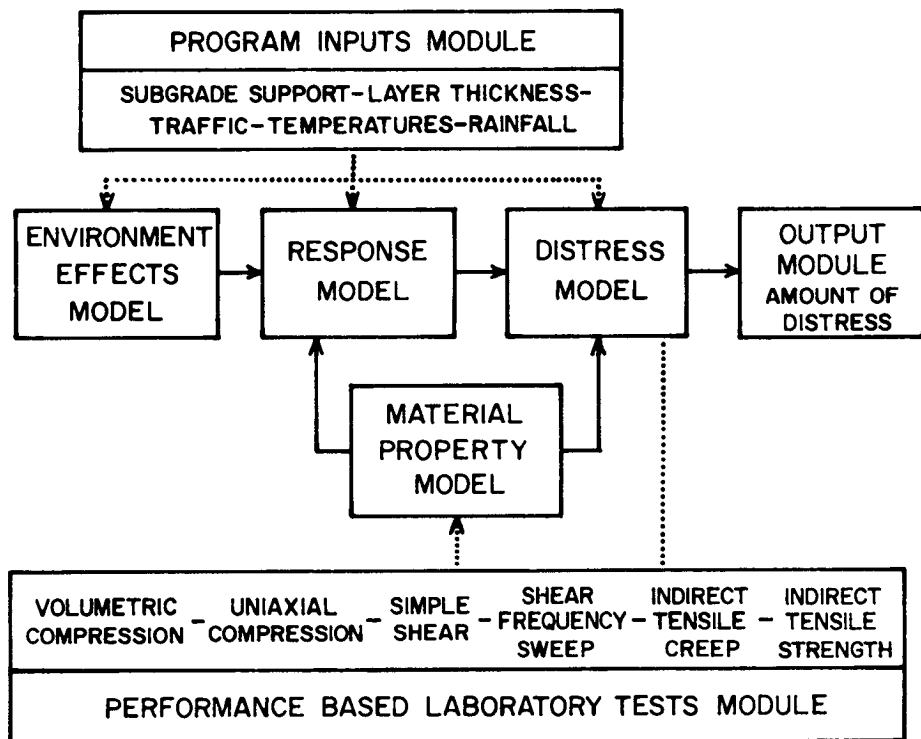 PROGRAM INPUTS MODULE
SUBGRADE SUPPORT-LAYER THICKNESS-
TRAFFIC-TEMPERATURES-RAINFALL
ENVIRONMENT
EFFECTS
MODEL
RESPONSE
MODEL
DISTRESS
MODEL
OUTPUT
MODULE
AMOUNT OF
DISTRESS
MATERIAL
PROPERTY
MODEL
VOLUMETRIC
COMPRESSION -
UNIAXIAL
COMPRESSION -
SIMPLE
SHEAR -
SHEAR
FREQUENCY-
SWEEP
INDIRECT
TENSILE -
CREEP
INDIRECT
TENSILE
STRENGTH
PERFORMANCE BASED LABORATORY TESTS MODULE